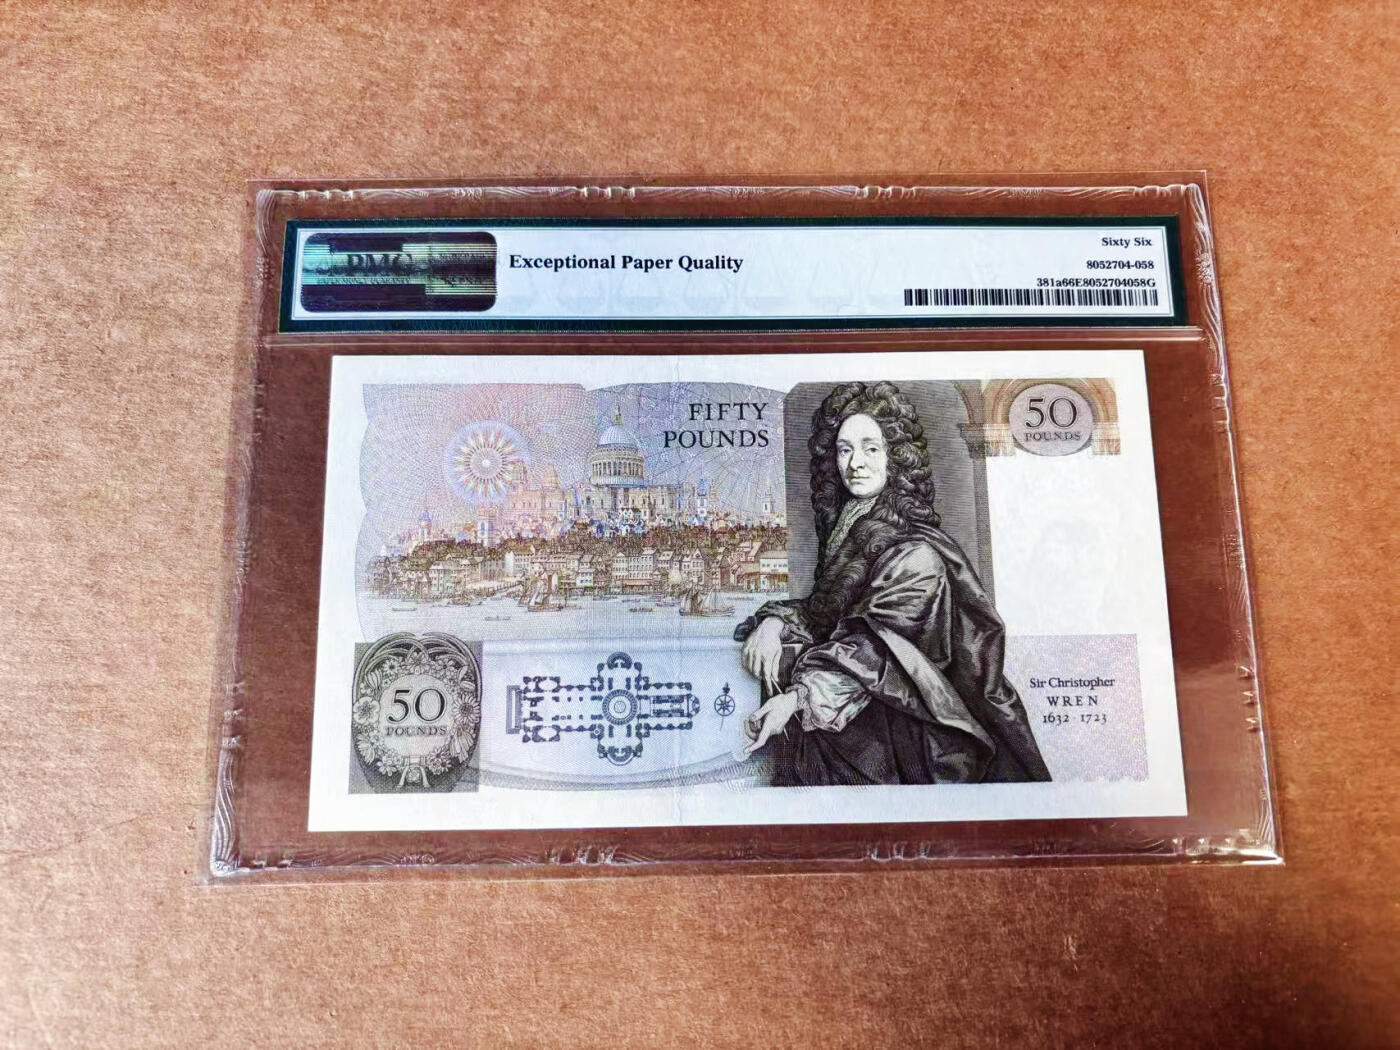 PMG
Exceptional Paper Quality
Sixty Six
8052704-058
381a66E8052704058G
FIFTY
POUNDS
50
POUNDS
50
POUNDS
Sir Christopher
WREN
1632 · 1723